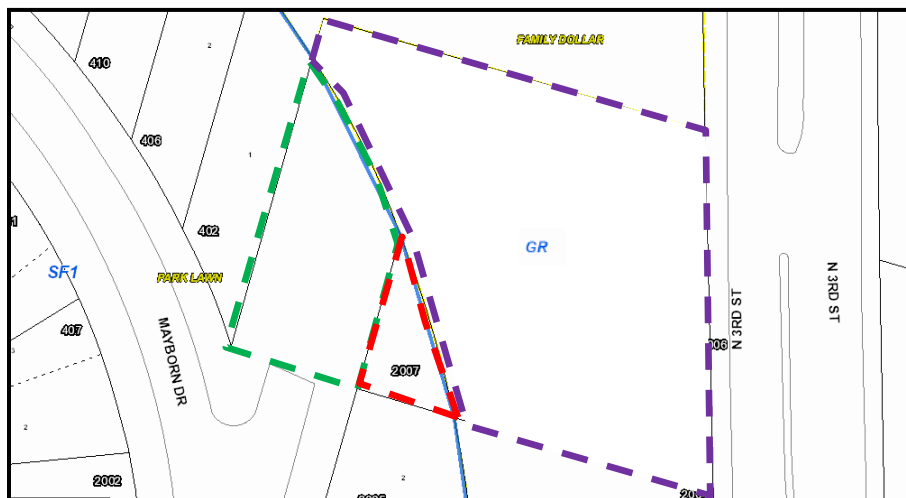 2
FAMILY DOLLAR
410
406
1
402
GR
SF1
PARK LAWN
N 3RD ST
N 3RD ST
407
MAYBORN DR
2007
2
2
2002